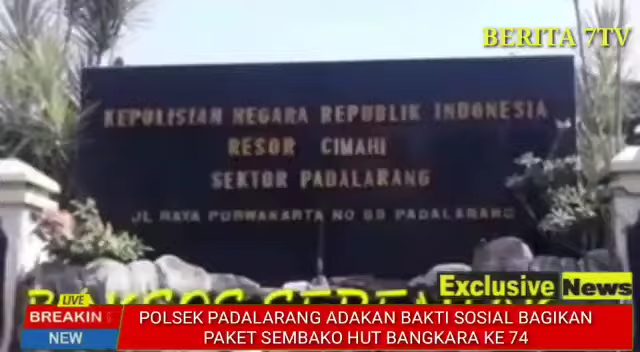 BERITA 7TV
KEPOLISIAN NEGARA REPUBLIK INDONESIA
RESOR CIMAHI
SEKTOR PADALARANG
JL RAYA PURWAKARTA NO PADALARANG
Exclusive News
LIVE
BREAKIN
NEW
POLSEK PADALARANG ADAKAN BAKTI SOSIAL BAGIKAN
PAKET SEMBAKO HUT BANGKARA KE 74